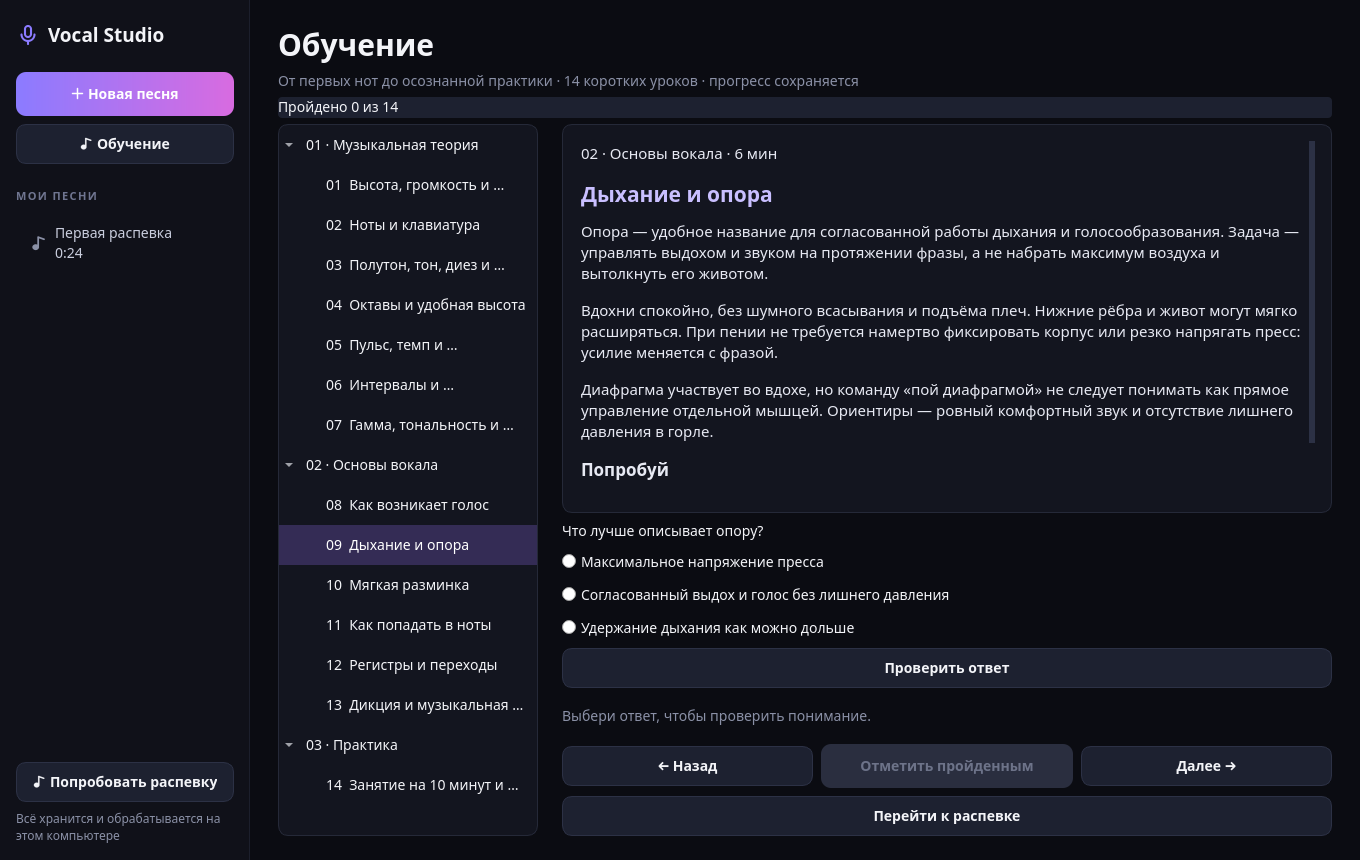 Vocal Studio
+ Новая песня
Обучение
МОИ ПЕСНИ
Первая распевка
0:24
Попробовать распевку
Всё хранится и обрабатывается на
этом компьютере
Обучение
От первых нот до осознанной практики · 14 коротких уроков · прогресс сохраняется
Пройдено 0 из 14
01 · Музыкальная теория
01 Высота, громкость и ...
02 Ноты и клавиатура
03 Полутон, тон, диез и ...
04 Октавы и удобная высота
05 Пульс, темп и ...
06 Интервалы и ...
07 Гамма, тональность и ...
02 · Основы вокала
08 Как возникает голос
09 Дыхание и опора
10 Мягкая разминка
11 Как попадать в ноты
12 Регистры и переходы
13 Дикция и музыкальная ...
03 · Практика
14 Занятие на 10 минут и ...
02 · Основы вокала · 6 мин
Дыхание и опора
Опора — удобное название для согласованной работы дыхания и голосообразования. Задача —
управлять выдохом и звуком на протяжении фразы, а не набрать максимум воздуха и
вытолкнуть его животом.
Вдохни спокойно, без шумного всасывания и подъёма плеч. Нижние рёбра и живот могут мягко
расширяться. При пении не требуется намертво фиксировать корпус или резко напрягать пресс:
усилие меняется с фразой.
Диафрагма участвует во вдохе, но команду «пой диафрагмой» не следует понимать как прямое
управление отдельной мышцей. Ориентиры — ровный комфортный звук и отсутствие лишнего
давления в горле.
Попробуй
Что лучше описывает опору?
Максимальное напряжение пресса
Согласованный выдох и голос без лишнего давления
Удержание дыхания как можно дольше
Проверить ответ
Выбери ответ, чтобы проверить понимание.
← Назад
Отметить пройденным
Далее →
Перейти к распевке